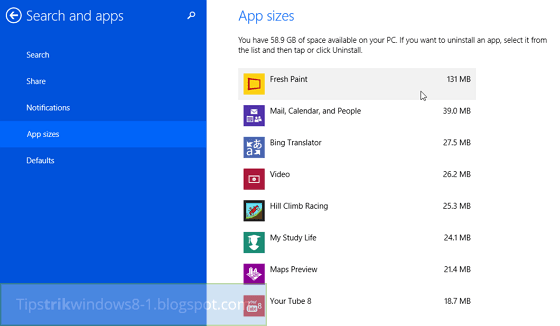 Search and apps
Search
Share
Notifications
App sizes
Defaults
App sizes
You have 58.9 GB of space available on your PC. If you want to uninstall an app, select it from
the list and then tap or click Uninstall.
Fresh Paint 131 MB
Mail, Calendar, and People 39.0 MB
Bing Translator 27.5 MB
Video 26.2 MB
Hill Climb Racing 25.3 MB
My Study Life 24.1 MB
Maps Preview 21.4 MB
Your Tube 8 18.7 MB
Tipstrikwindows8-1.blogspot.com